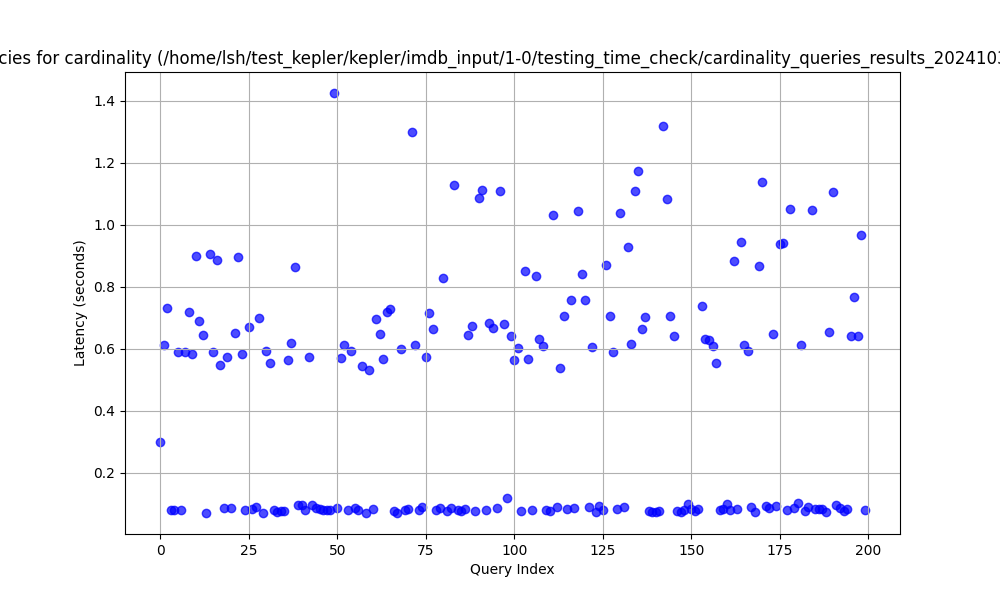 cies for cardinality (/home/lsh/test_kepler/kepler/imdb_input/1-0/testing_time_check/cardinality_queries_results_2024103
1.4
1.2
1.0
0.8
0.6
0.4
0.2
Latency (seconds)
0 25 50 75 100 125 150 175 200
Query Index